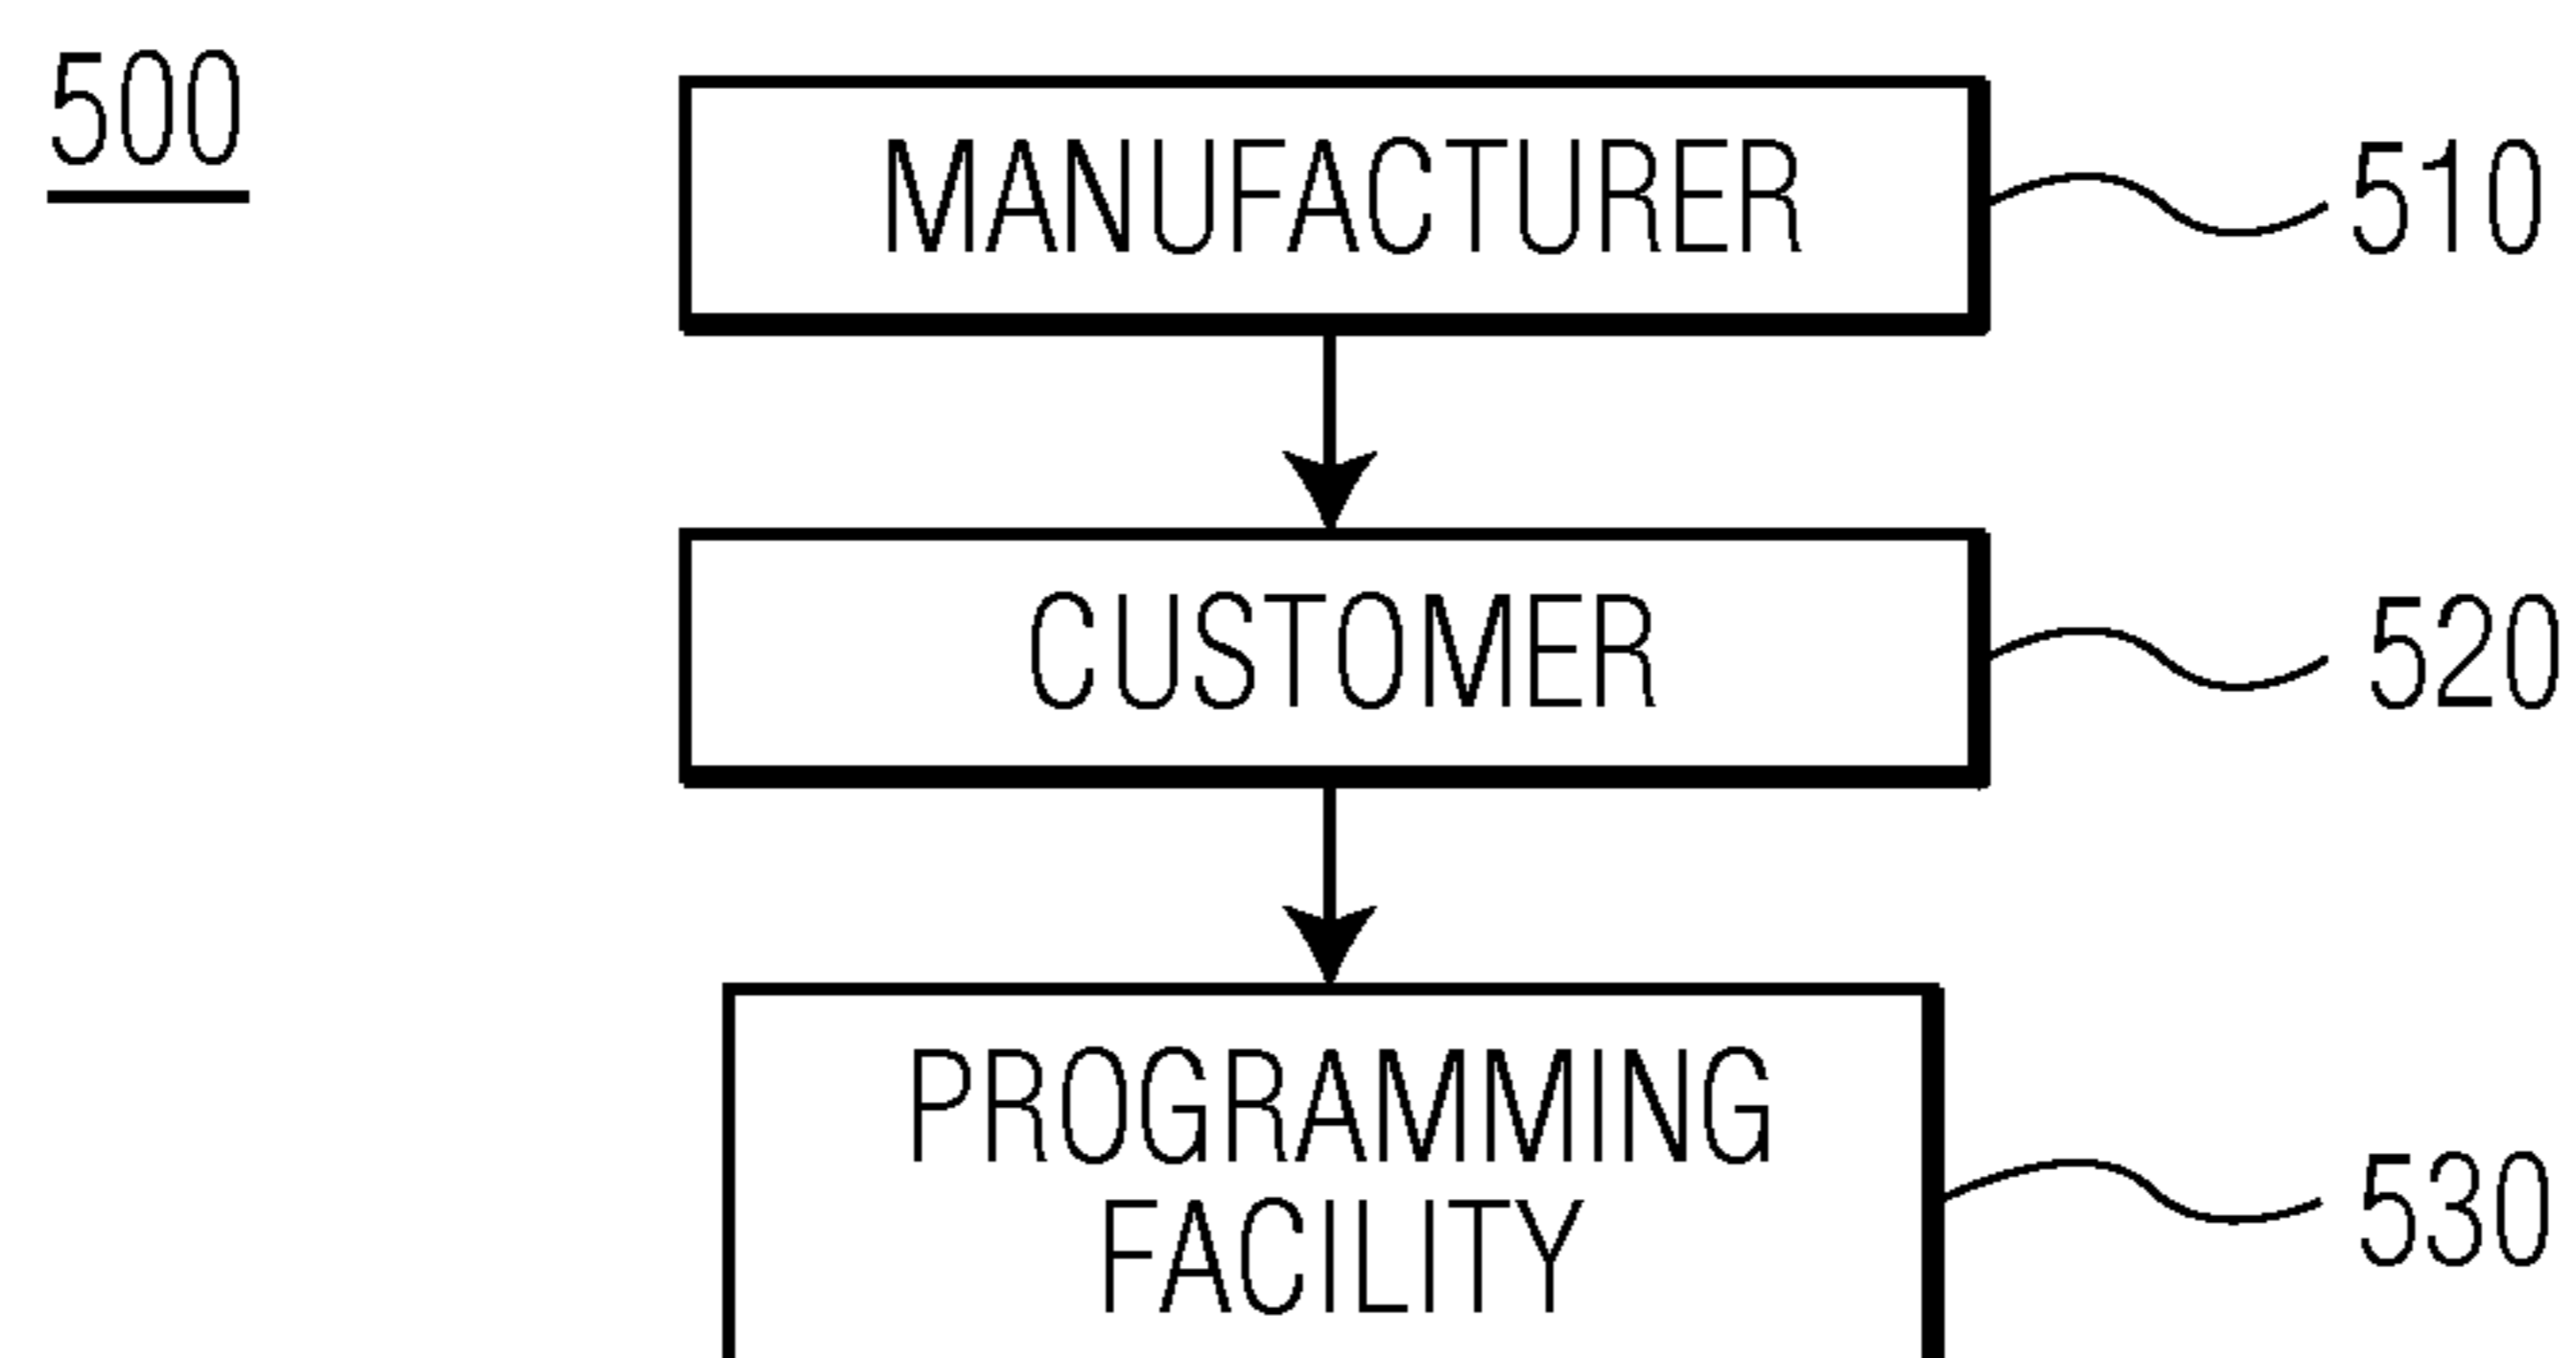 500
MANUFACTURER
510
CUSTOMER
520
PROGRAMMING
FACILITY
530